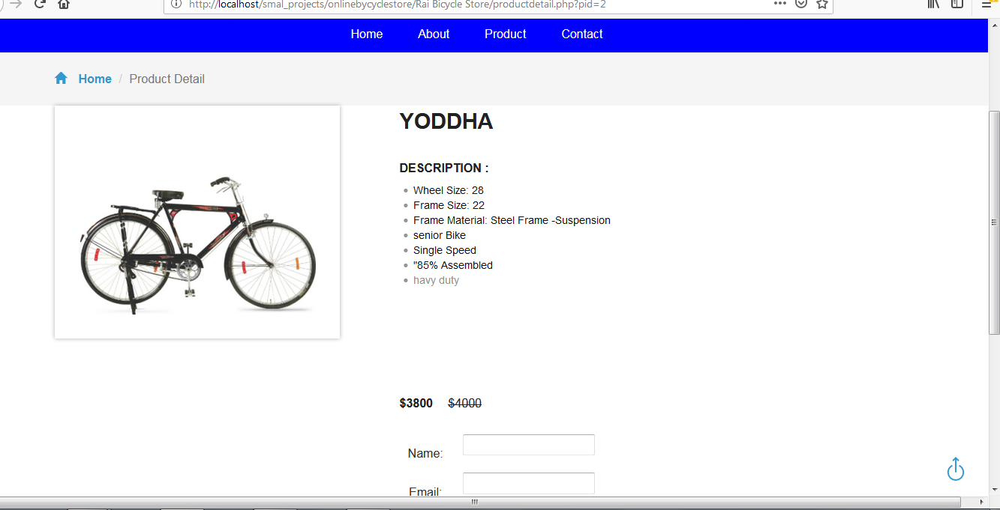 http://localhost/smal_projects/onlinebycyclestore/Rai Bicycle Store/productdetail.php?pid=2
Home About Product Contact
Home / Product Detail
YODDHA
DESCRIPTION :
Wheel Size: 28
Frame Size: 22
Frame Material: Steel Frame -Suspension
senior Bike
Single Speed
"85% Assembled
havy duty
$3800 $4000
Name:
Email: